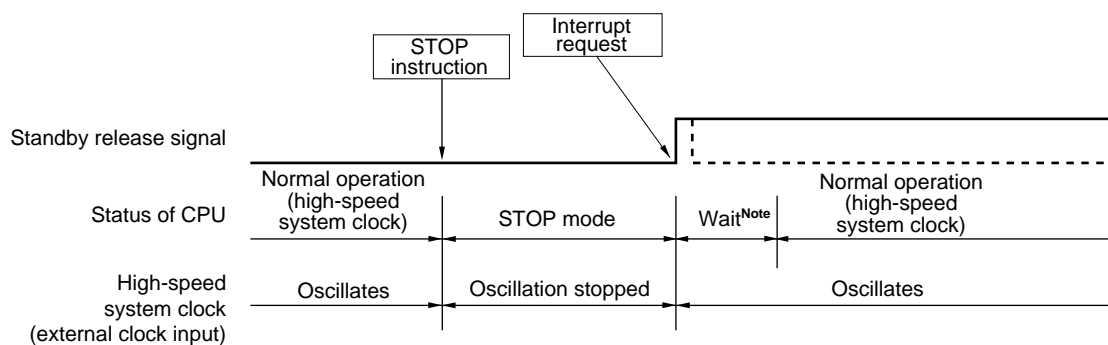 Interrupt
request
STOP
instruction
Standby release signal
Normal operation
(high-speed
system clock)
Normal operation
(high-speed
system clock)
Status of CPU
STOP mode
WaitNote
High-speed
system clock
(external clock input)
Oscillates
Oscillation stopped
Oscillates